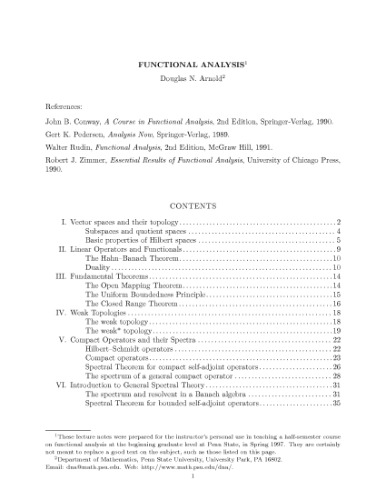 FUNCTIONAL ANALYSIS¹
Douglas N. Arnold²
References:
John B. Conway, A Course in Functional Analysis, 2nd Edition, Springer-Verlag, 1990.
Gert K. Pedersen, Analysis Now, Springer-Verlag, 1989.
Walter Rudin, Functional Analysis, 2nd Edition, McGraw Hill, 1991.
Robert J. Zimmer, Essential Results of Functional Analysis, University of Chicago Press,
1990.
CONTENTS
I. Vector spaces and their topology...2
Subspaces and quotient spaces...4
Basic properties of Hilbert spaces...5
II. Linear Operators and Functionals...9
The Hahn–Banach Theorem...10
Duality...10
III. Fundamental Theorems...14
The Open Mapping Theorem...14
The Uniform Boundedness Principle...15
The Closed Range Theorem...16
IV. Weak Topologies...18
The weak topology...18
The weak* topology...19
V. Compact Operators and their Spectra...22
Hilbert–Schmidt operators...22
Compact operators...23
Spectral Theorem for compact self-adjoint operators...26
The spectrum of a general compact operator...28
VI. Introduction to General Spectral Theory...31
The spectrum and resolvent in a Banach algebra...31
Spectral Theorem for bounded self-adjoint operators...35
¹These lecture notes were prepared for the instructor's personal use in teaching a half-semester course
on functional analysis at the beginning graduate level at Penn State, in Spring 1997. They are certainly
not meant to replace a good text on the subject, such as those listed on this page.
²Department of Mathematics, Penn State University, University Park, PA 16802.
Email: dna@math.psu.edu. Web: http://www.math.psu.edu/dna/.
1